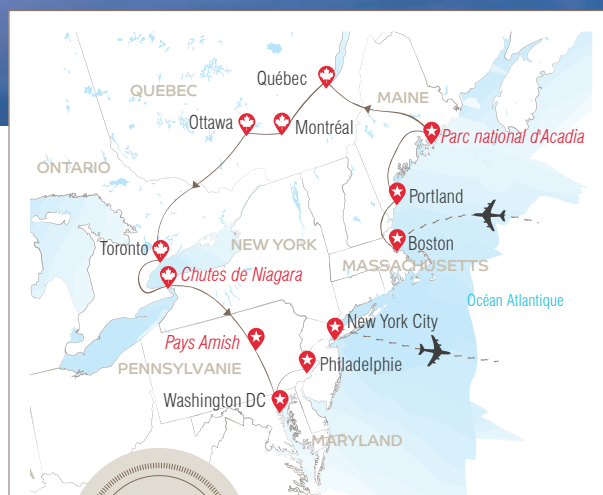 Québec
QUÉBEC
MAINE
Ottawa
Montréal
Parc national d'Acadia
ONTARIO
Portland
Toronto
NEW YORK
Boston
MASSACHUSETTS
Chutes de Niagara
Océan Atlantique
New York City
Pays Amish
Philadelphie
PENNSYLVANIE
Washington DC
MARYLAND